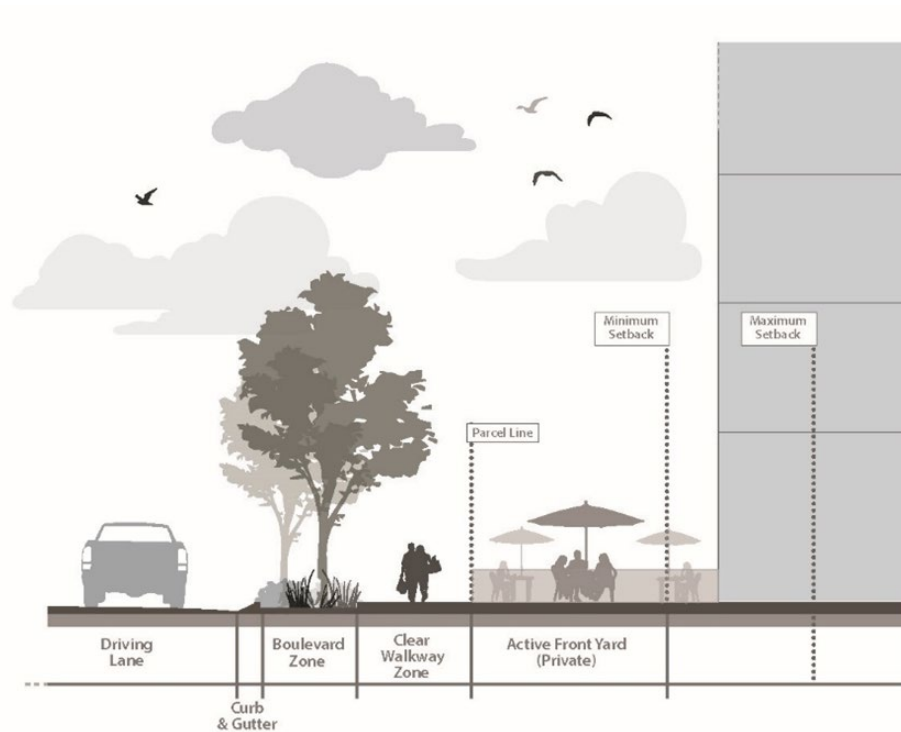 Minimum
Setback
Maximum
Setback
Parcel Line
Driving
Lane
Curb
& Gutter
Boulevard
Zone
Clear
Walkway
Zone
Active Front Yard
(Private)